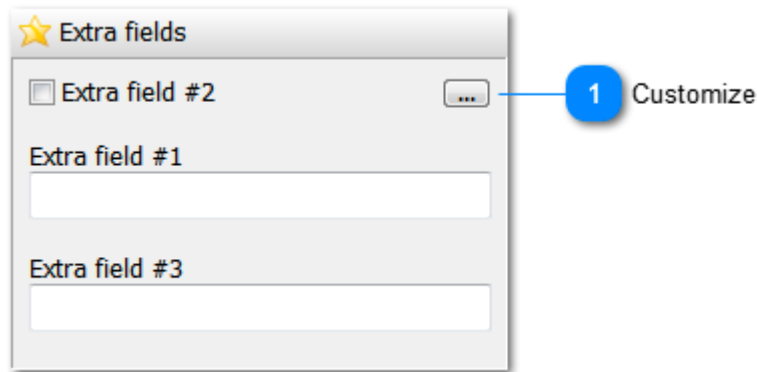 Extra fields
Extra field #2 ... 1 Customize
Extra field #1
Extra field #3